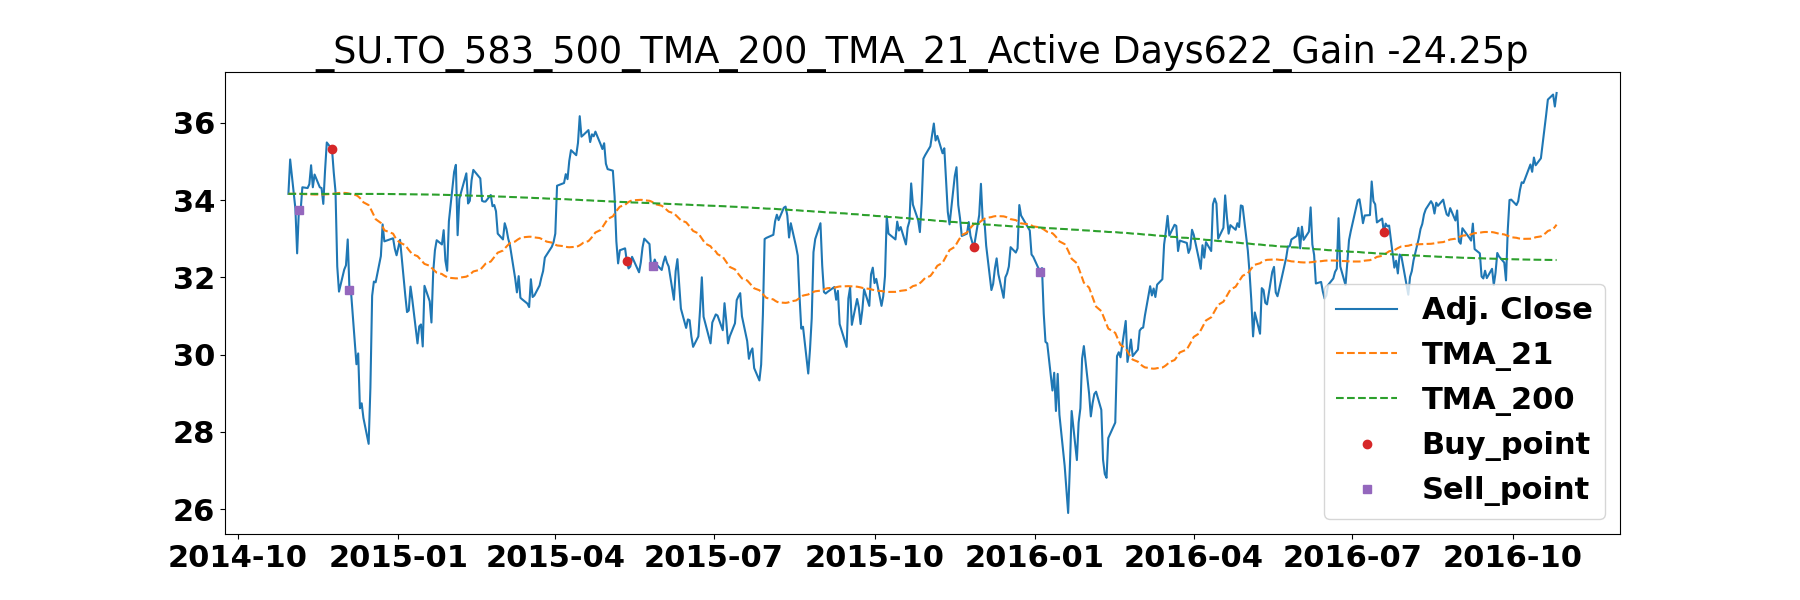 _SU.TO_583_500_TMA_200_TMA_21_Active Days622_Gain -24.25p
36
34
32
30
28
26
2014-10 2015-01 2015-04 2015-07 2015-10 2016-01 2016-04 2016-07 2016-10
Adj. Close
TMA_21
TMA_200
Buy_point
Sell_point